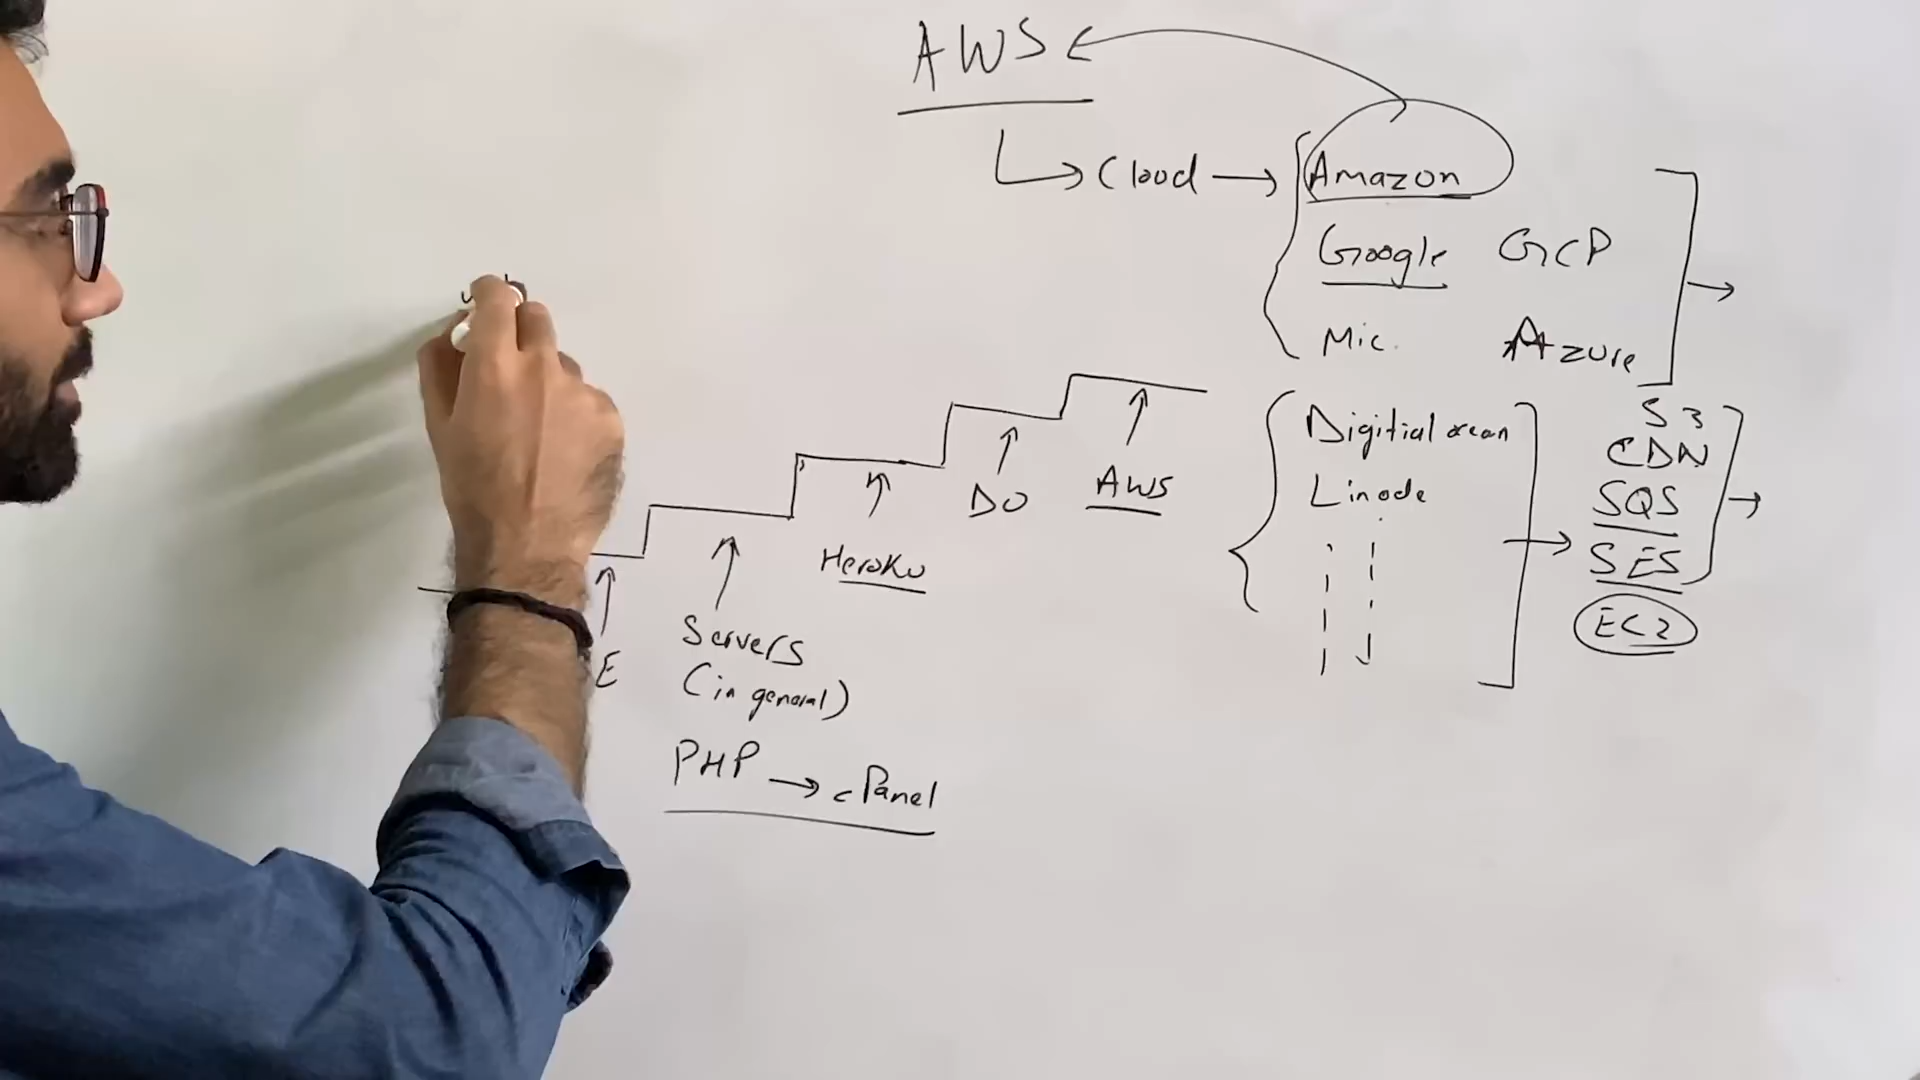 AWS
Cloud → Amazon
Google GCP
Mic. Azure
Digitial ocean
Linode
S3
CDN
SQS
SES
EC2
AWS
DO
Heroku
Servers
(in general)
E
PHP → cPanel